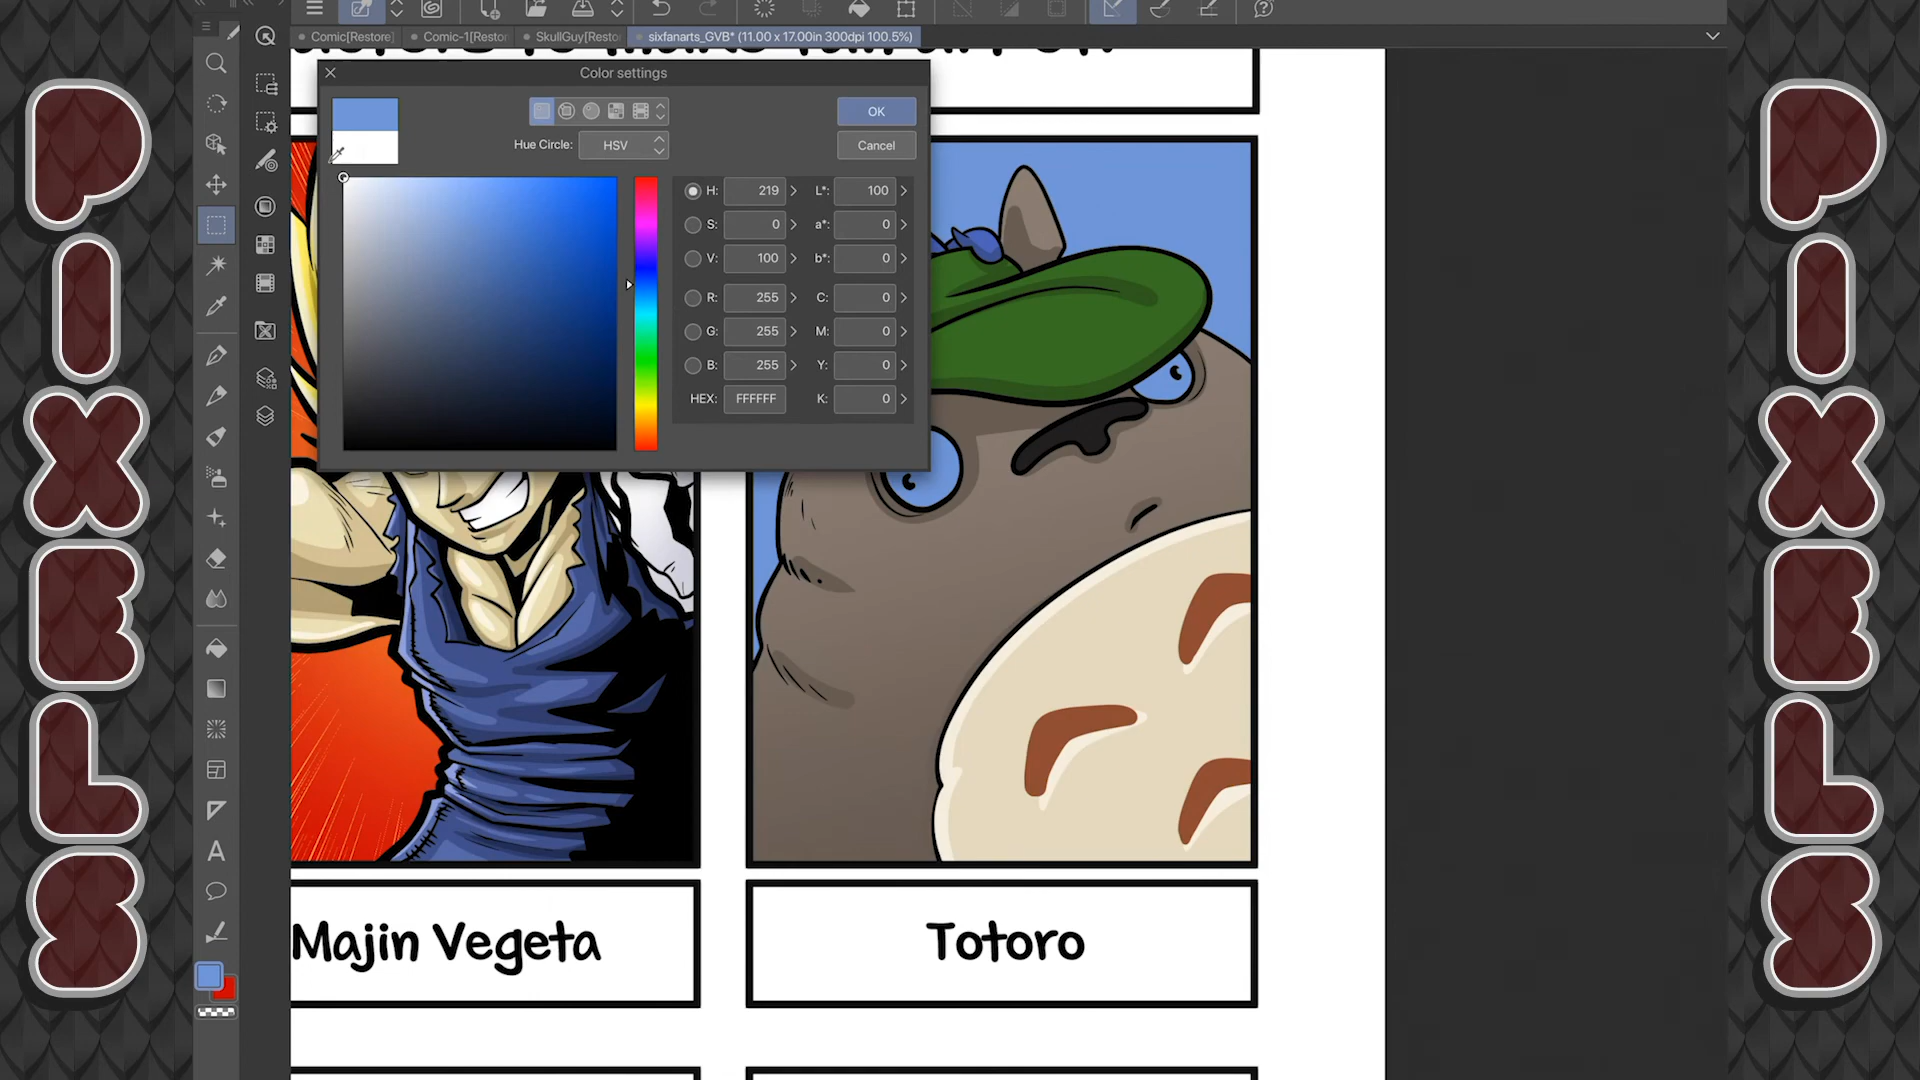 Comic[Restore]
Comic-1[Restor
SkullGuy[Resto
sixfanarts_GVB* (11.00 x 17.00in 300dpi 100.5%)
Color settings
OK
Hue Circle: HSV
Cancel
H: 219 L*: 100
S: 0 a*: 0
V: 100 b*: 0
R: 255 C: 0
G: 255 M: 0
B: 255 Y: 0
HEX: FFFFFF K: 0
Majin Vegeta
Totoro
PIXELS
PIXELS